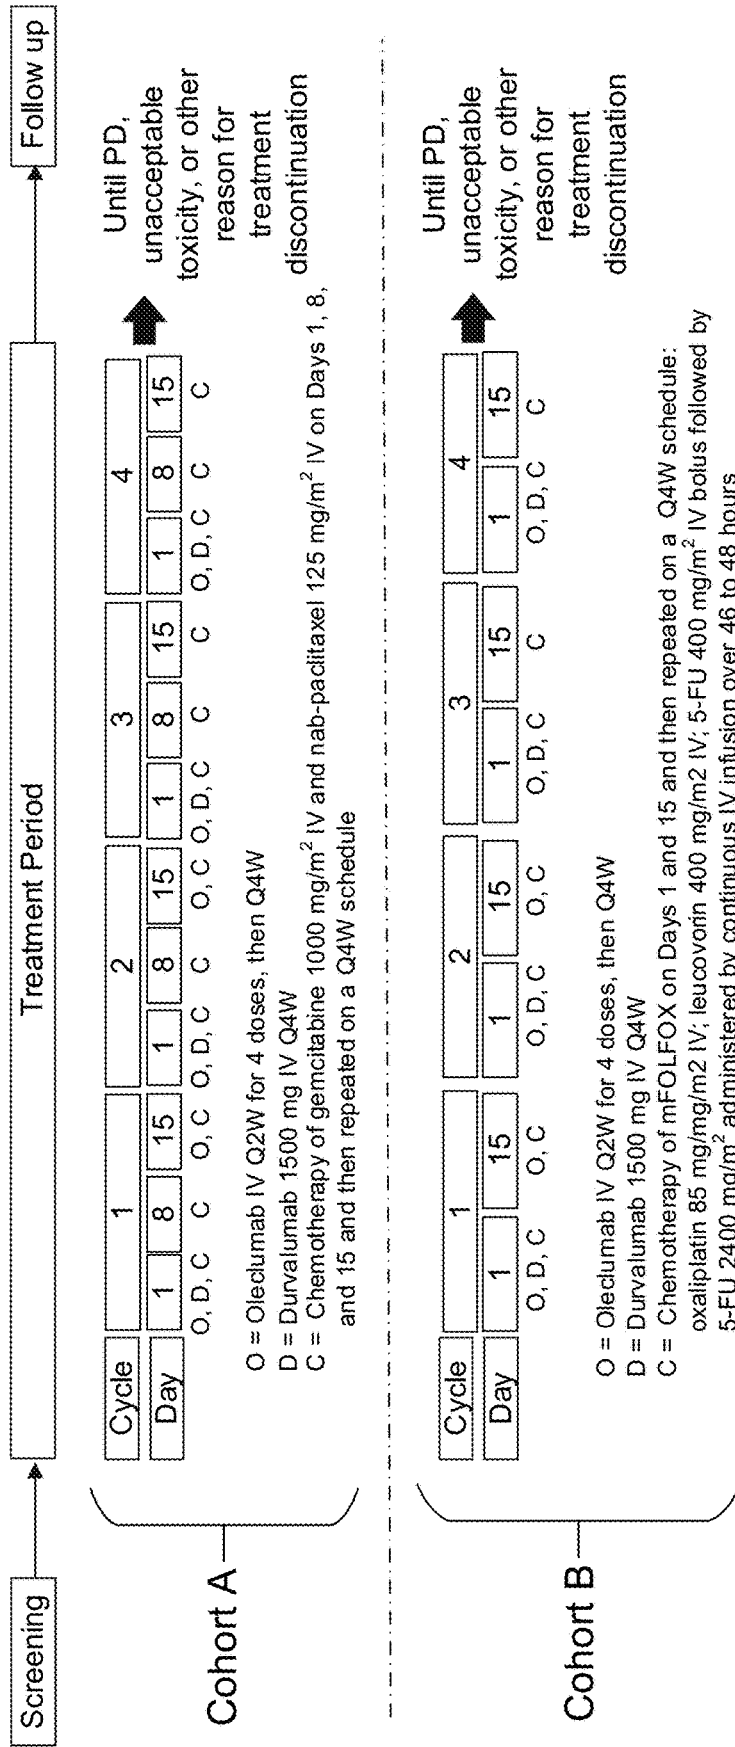 Screening
Treatment Period
Follow up
Cohort A
Cycle
1
2
3
4
Day
1
8
15
1
8
15
1
8
15
1
8
15
O, D, C
C
O, C
O, D, C
C
O, C
O, D, C
C
C
O, D, C
C
C
Until PD,
unacceptable
toxicity, or other
reason for
treatment
discontinuation
O = Oleclumab IV Q2W for 4 doses, then Q4W
D = Durvalumab 1500 mg IV Q4W
C = Chemotherapy of gemcitabine 1000 mg/m² IV and nab-paclitaxel 125 mg/m² IV on Days 1, 8,
and 15 and then repeated on a Q4W schedule
Cohort B
Cycle
1
2
3
4
Day
1
15
1
15
1
15
1
15
O, D, C
O, C
O, D, C
O, C
O, D, C
C
O, D, C
C
Until PD,
unacceptable
toxicity, or other
reason for
treatment
discontinuation
O = Oleclumab IV Q2W for 4 doses, then Q4W
D = Durvalumab 1500 mg IV Q4W
C = Chemotherapy of mFOLFOX on Days 1 and 15 and then repeated on a Q4W schedule:
oxaliplatin 85 mg/mg/m2 IV; leucovorin 400 mg/m2 IV; 5-FU 400 mg/m² IV bolus followed by
5-FU 2400 mg/m² administered by continuous IV infusion over 46 to 48 hours